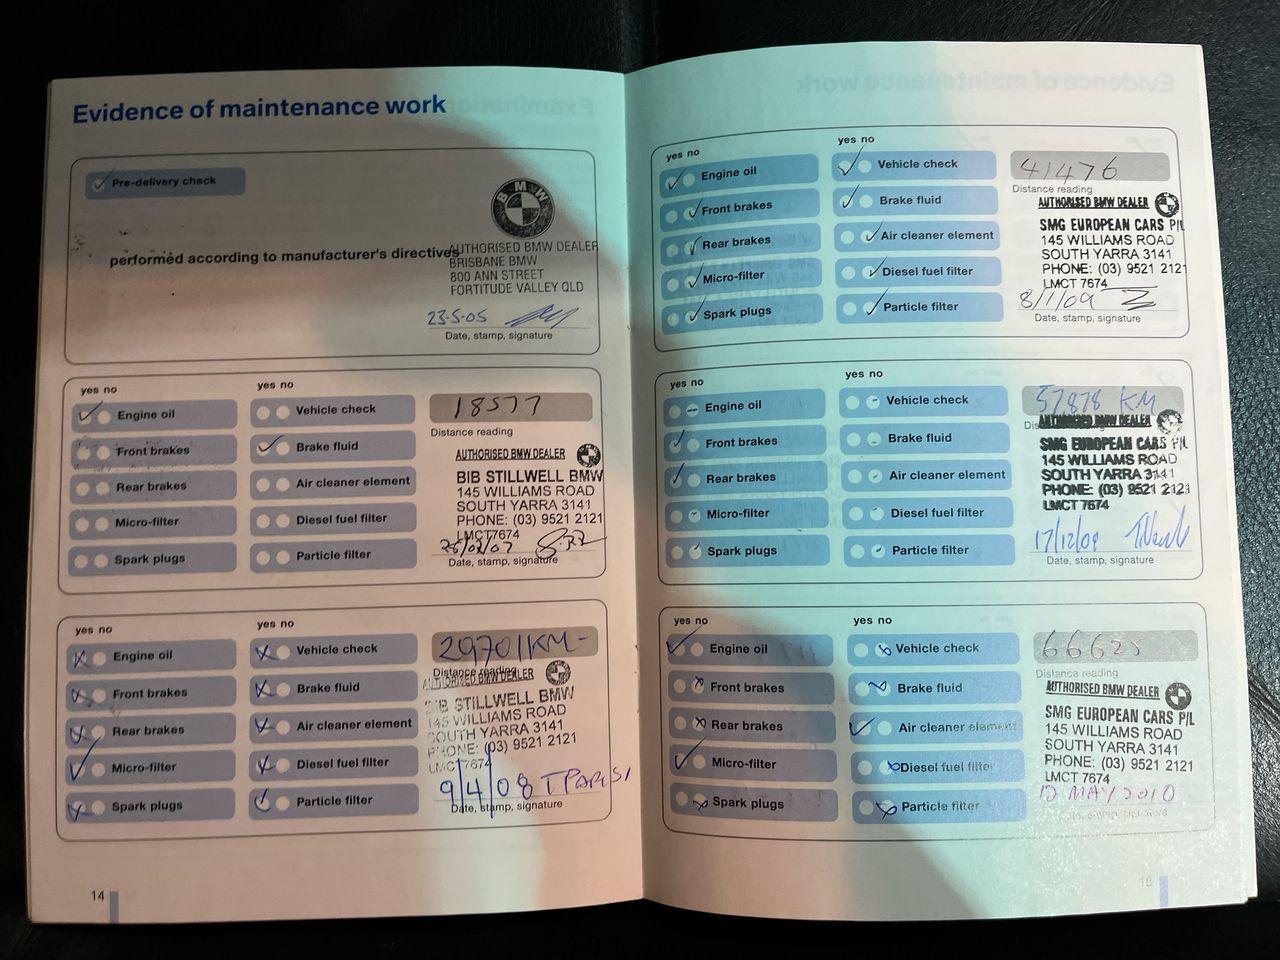 Evidence of maintenance work
Pre-delivery check
BMW
performed according to manufacturer's directives
AUTHORISED BMW DEALER
BRISBANE BMW
800 ANN STREET
FORTITUDE VALLEY QLD
23-5-05
Date, stamp, signature
yes no
yes no
Engine oil
Vehicle check
18577
Distance reading
Front brakes
Brake fluid
AUTHORISED BMW DEALER
Rear brakes
Air cleaner element
BIB STILLWELL BMW
145 WILLIAMS ROAD
SOUTH YARRA 3141
Micro-filter
Diesel fuel filter
PHONE: (03) 9521 2121
LMCT7674
Spark plugs
Particle filter
Date, stamp, signature
yes no
yes no
Engine oil
Vehicle check
29701KM-
Distance reading
Front brakes
Brake fluid
AUTHORISED BMW DEALER
Rear brakes
Air cleaner element
BIB STILLWELL BMW
145 WILLIAMS ROAD
SOUTH YARRA 3141
Micro-filter
Diesel fuel filter
PHONE: (03) 9521 2121
LMCT 7674
9/4/08
Spark plugs
Particle filter
Date, stamp, signature
14
yes no
yes no
Engine oil
Vehicle check
41476
Distance reading
Front brakes
Brake fluid
AUTHORISED BMW DEALER
Rear brakes
Air cleaner element
SMG EUROPEAN CARS P/L
145 WILLIAMS ROAD
SOUTH YARRA 3141
Micro-filter
Diesel fuel filter
PHONE: (03) 9521 2121
LMCT 7674
8/1/09
Spark plugs
Particle filter
Date, stamp, signature
yes no
yes no
Engine oil
Vehicle check
57878 KM
Front brakes
Brake fluid
AUTHORISED BMW DEALER
Rear brakes
Air cleaner element
SMG EUROPEAN CARS P/L
145 WILLIAMS ROAD
SOUTH YARRA 3141
Micro-filter
Diesel fuel filter
PHONE: (03) 9521 2121
LMCT 7674
17/12/09
Spark plugs
Particle filter
Date, stamp, signature
yes no
yes no
Engine oil
Vehicle check
66625
Distance reading
Front brakes
Brake fluid
AUTHORISED BMW DEALER
Rear brakes
Air cleaner element
SMG EUROPEAN CARS P/L
145 WILLIAMS ROAD
SOUTH YARRA 3141
Micro-filter
Diesel fuel filter
PHONE: (03) 9521 2121
LMCT 7674
12 MAY 2010
Spark plugs
Particle filter
Date, stamp, signature